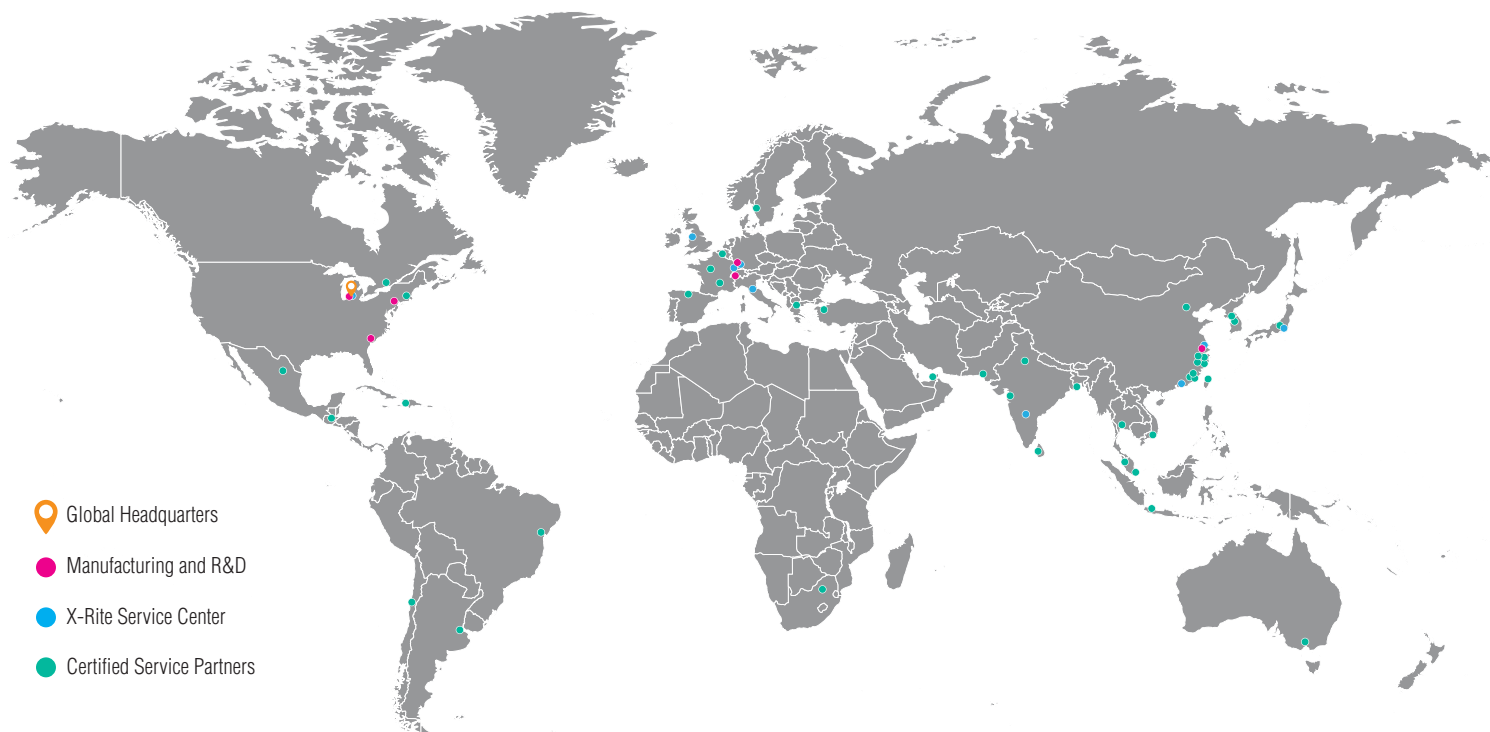 Global Headquarters
Manufacturing and R&D
X-Rite Service Center
Certified Service Partners